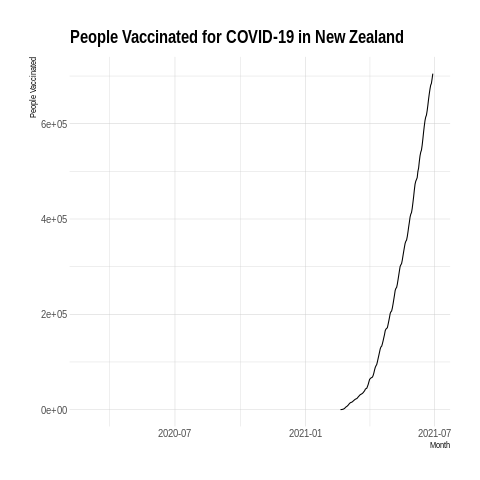 People Vaccinated for COVID-19 in New Zealand
People Vaccinated
6e+05
4e+05
2e+05
0e+00
2020-07
2021-01
2021-07
Month